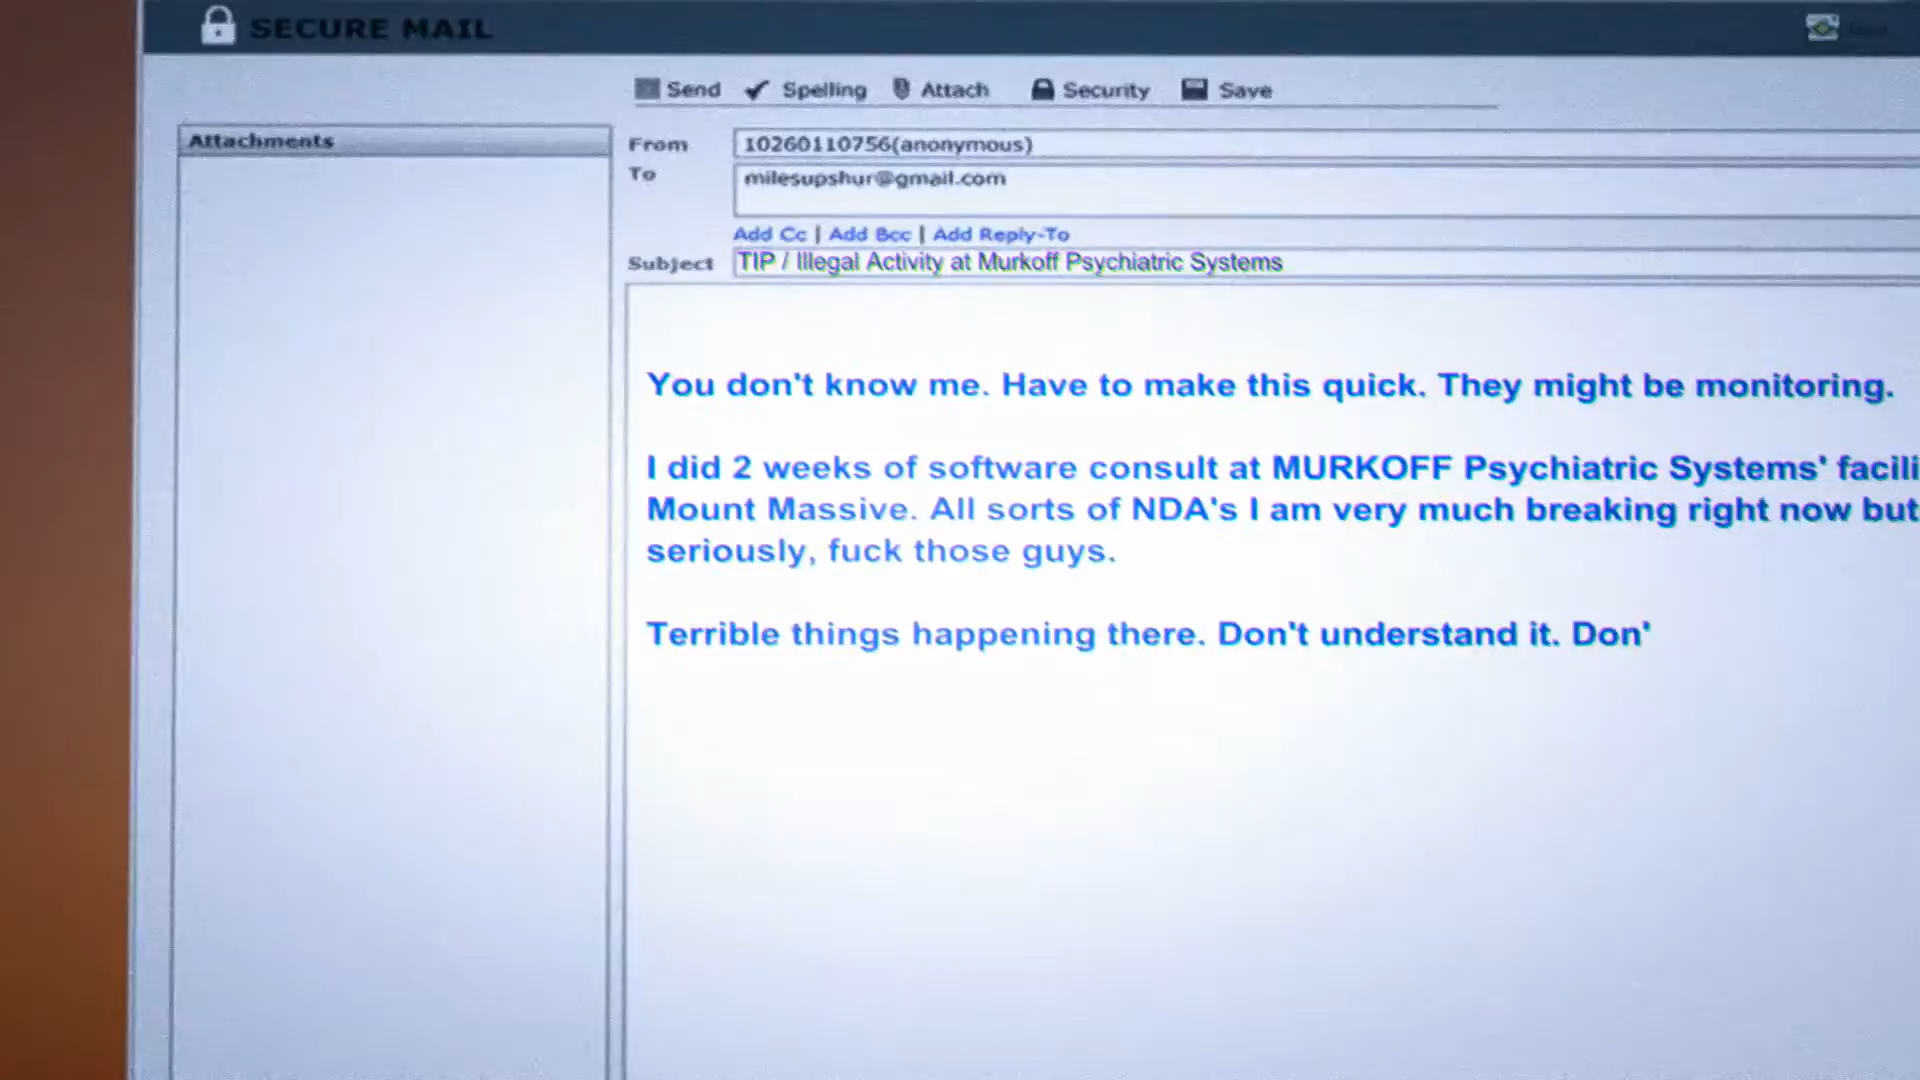 SECURE MAIL
Send Spelling Attach Security Save
Attachments
From 10260110756(anonymous)
To milesupshur@gmail.com
Add Cc | Add Bcc | Add Reply-To
Subject TIP / Illegal Activity at Murkoff Psychiatric Systems
You don't know me. Have to make this quick. They might be monitoring.
I did 2 weeks of software consult at MURKOFF Psychiatric Systems' facili
Mount Massive. All sorts of NDA's I am very much breaking right now but
seriously, fuck those guys.
Terrible things happening there. Don't understand it. Don'